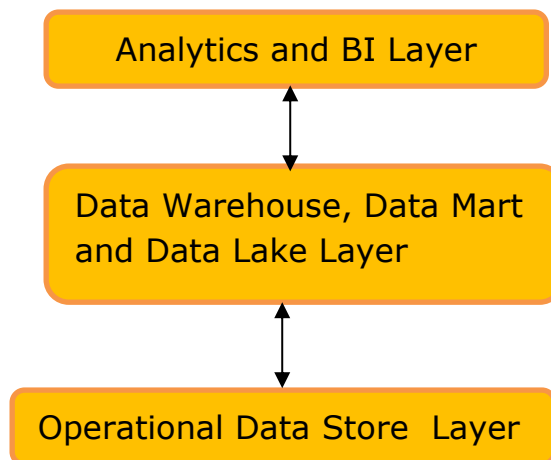 Analytics and BI Layer
Data Warehouse, Data Mart
and Data Lake Layer
Operational Data Store  Layer